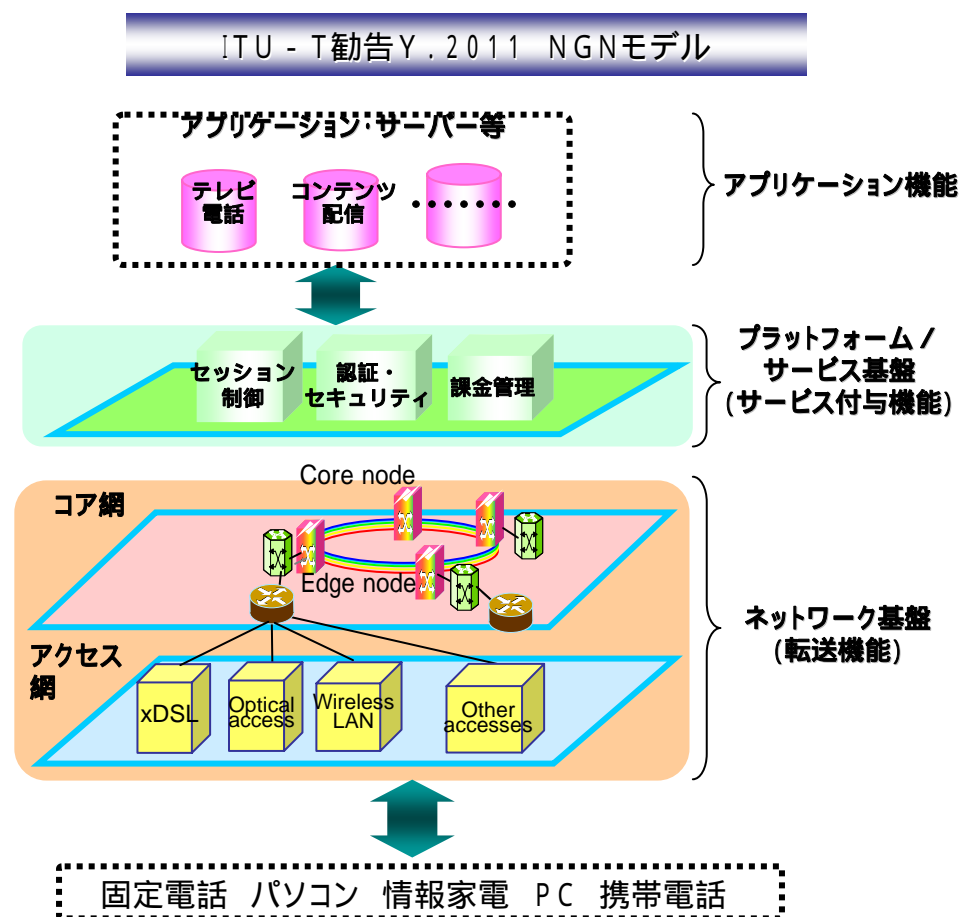 ITU-T勧告Y.2011 NGNモデル
アプリケーション・サーバー等
テレビ
電話
コンテンツ
配信
・・・・・・・
アプリケーション機能
セッション
制御
認証・
セキュリティ
課金管理
プラットフォーム/
サービス基盤
(サービス付与機能)
コア網
Core node
Edge node
アクセス
網
xDSL
Optical
access
Wireless
LAN
Other
accesses
ネットワーク基盤
(転送機能)
固定電話 パソコン 情報家電 PC 携帯電話